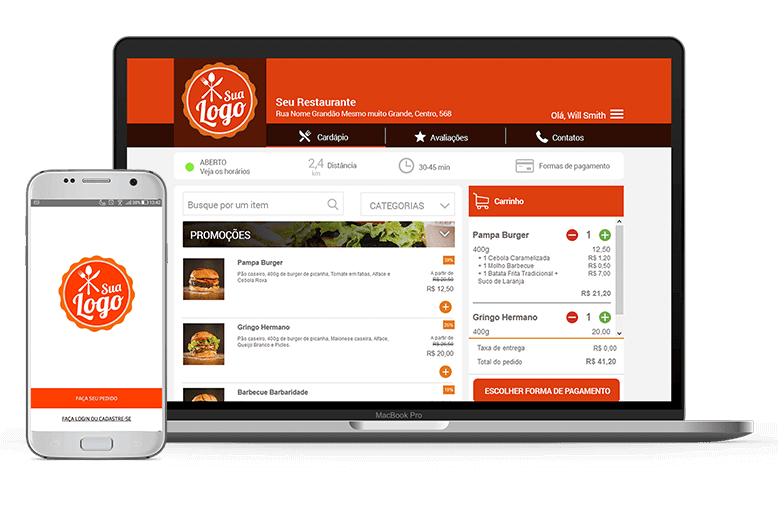 Sua
Logo
Seu Restaurante
Rua Nome Grandão Mesmo muito Grande, Centro, 568
Olá, Will Smith
Cardápio
Avaliações
Contatos
ABERTO
Veja os horários
2,4
km
Distância
30-45 min
Formas de pagamento
Busque por um item
CATEGORIAS
PROMOÇÕES
Pampa Burger
Pão caseiro, 400g de burger de picanha, Tomate em fatias, Alface e
Cebola Roxa
A partir de
R$ 20,50
R$ 12,50
Gringo Hermano
Pão caseiro, 400g de burger de picanha, Maionese caseira, Alface,
Queijo Branco e Picles.
A partir de
R$ 26,50
R$ 20,00
Barbecue Barbaridade
Carrinho
Pampa Burger
1
400g 12,50
+ 1 Cebola Caramelizada R$ 1,20
+ 1 Molho Barbecue R$ 0,50
+ 1 Batata Frita Tradicional + R$ 7,00
Suco de Laranja
R$ 21,20
Gringo Hermano
1
400g 20,00
Taxa de entrega R$ 0,00
Total do pedido R$ 41,20
ESCOLHER FORMA DE PAGAMENTO
MacBook Pro
13:42
Sua
Logo
FAÇA SEU PEDIDO
FAÇA LOGIN OU CADASTRE-SE